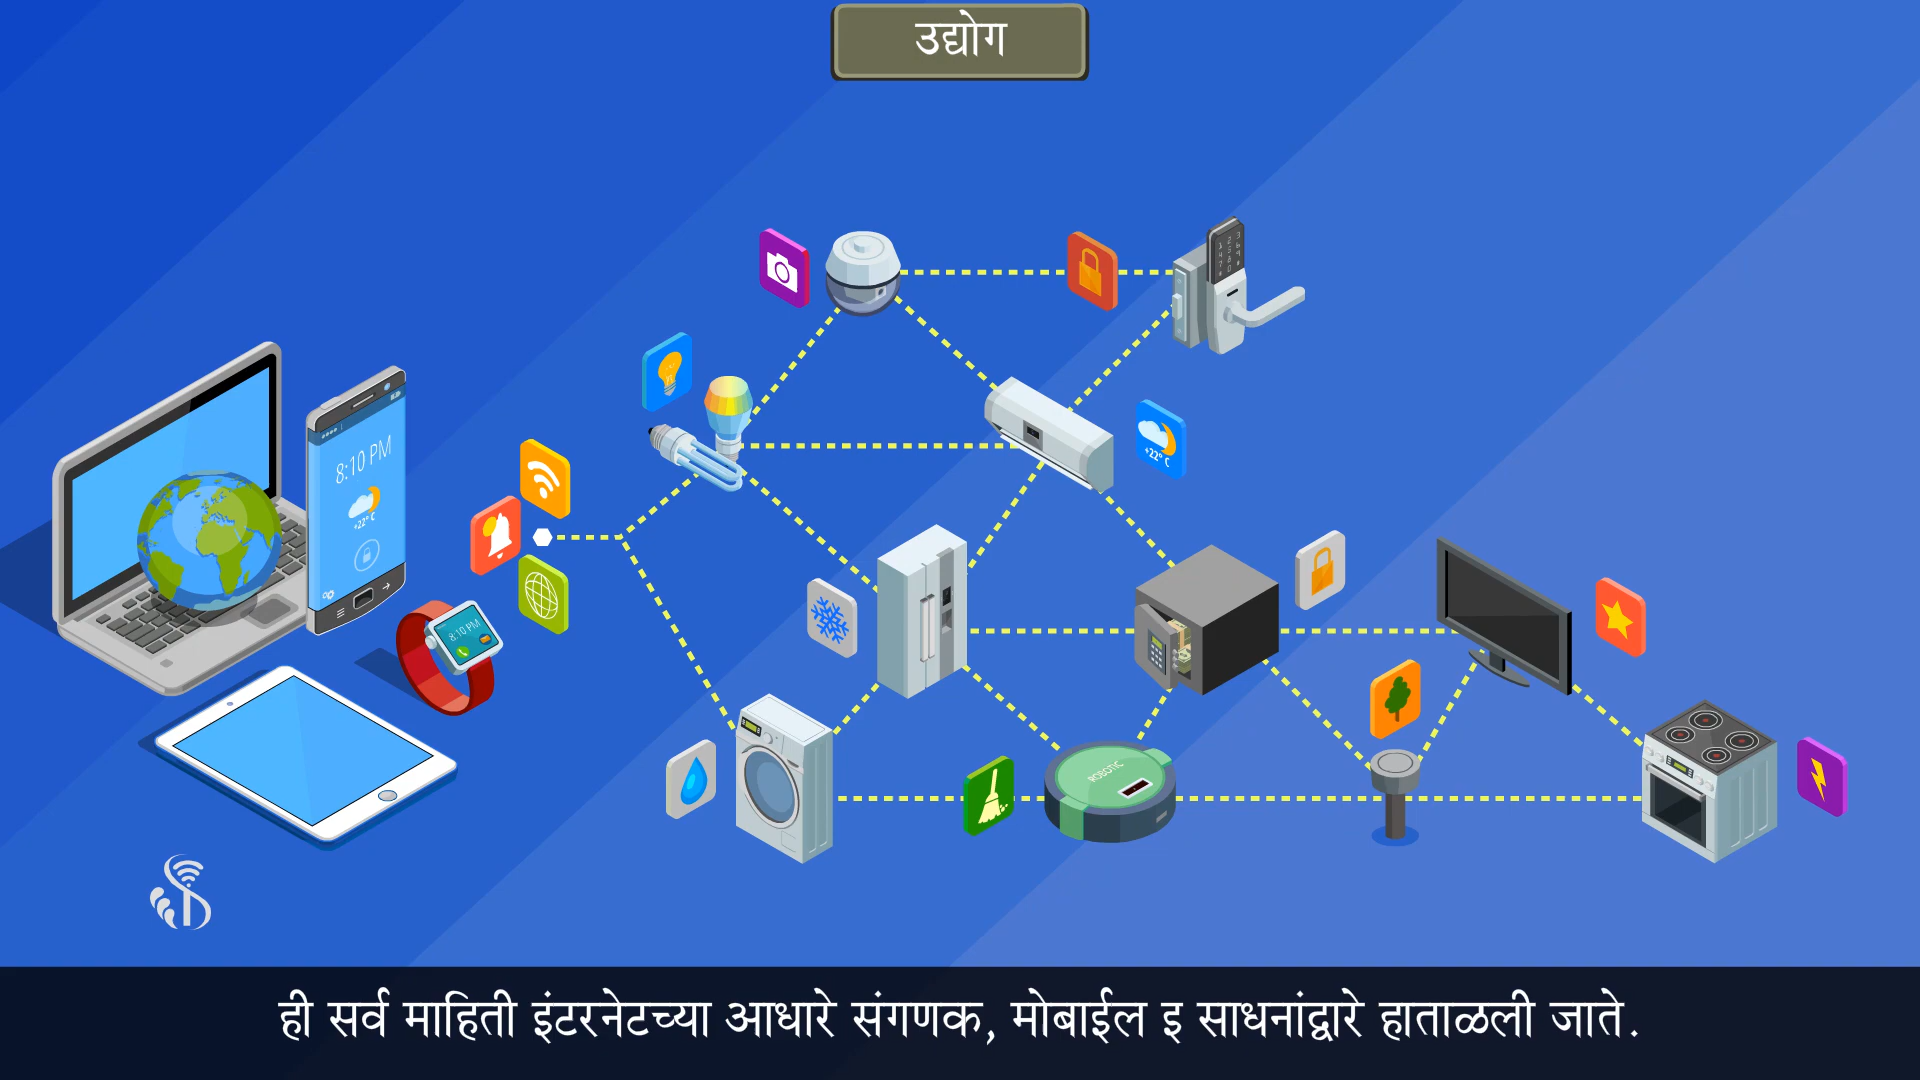 उद्योग
8:10 PM
+22° C
8:10 PM
+22° C
ROBOTIC
ही सर्व माहिती इंटरनेटच्या आधारे संगणक, मोबाईल इ साधनांद्वारे हाताळली जाते.